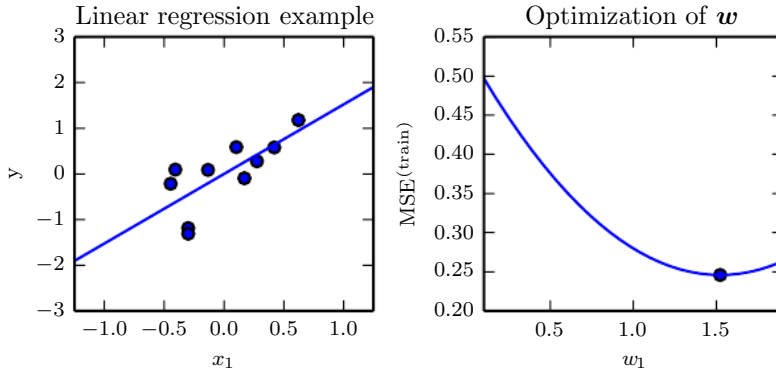 Linear regression example
3
2
1
0
−1
−2
−3
y
−1.0 −0.5 0.0 0.5 1.0
x1
Optimization of w
0.55
0.50
0.45
0.40
0.35
0.30
0.25
0.20
MSE(train)
0.5 1.0 1.5
w1